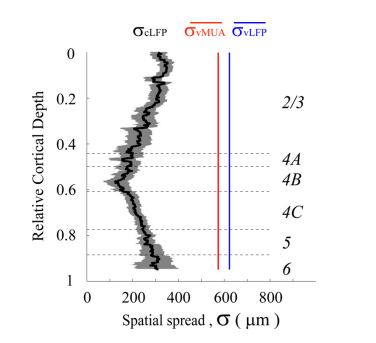 σcLFP σvMUA σvLFP
0
0.2
2/3
0.4
4A
4B
0.6
4C
0.8
5
6
1
0 200 400 600 800
Relative Cortical Depth
Spatial spread , σ ( μm )